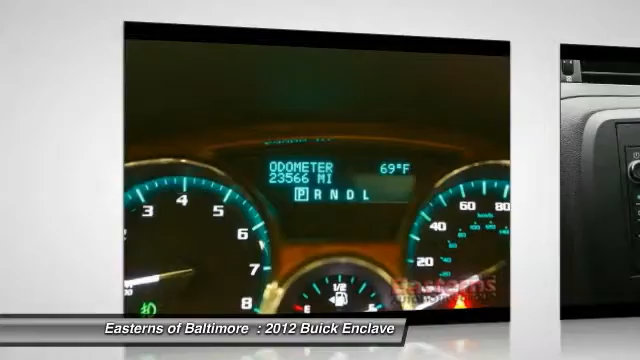 ODOMETER 69°F
23566 MI
P R N D L
3 4 5 6 7 8
20 40 60 80
E 1/2 F
Easterns
Easterns of Baltimore : 2012 Buick Enclave